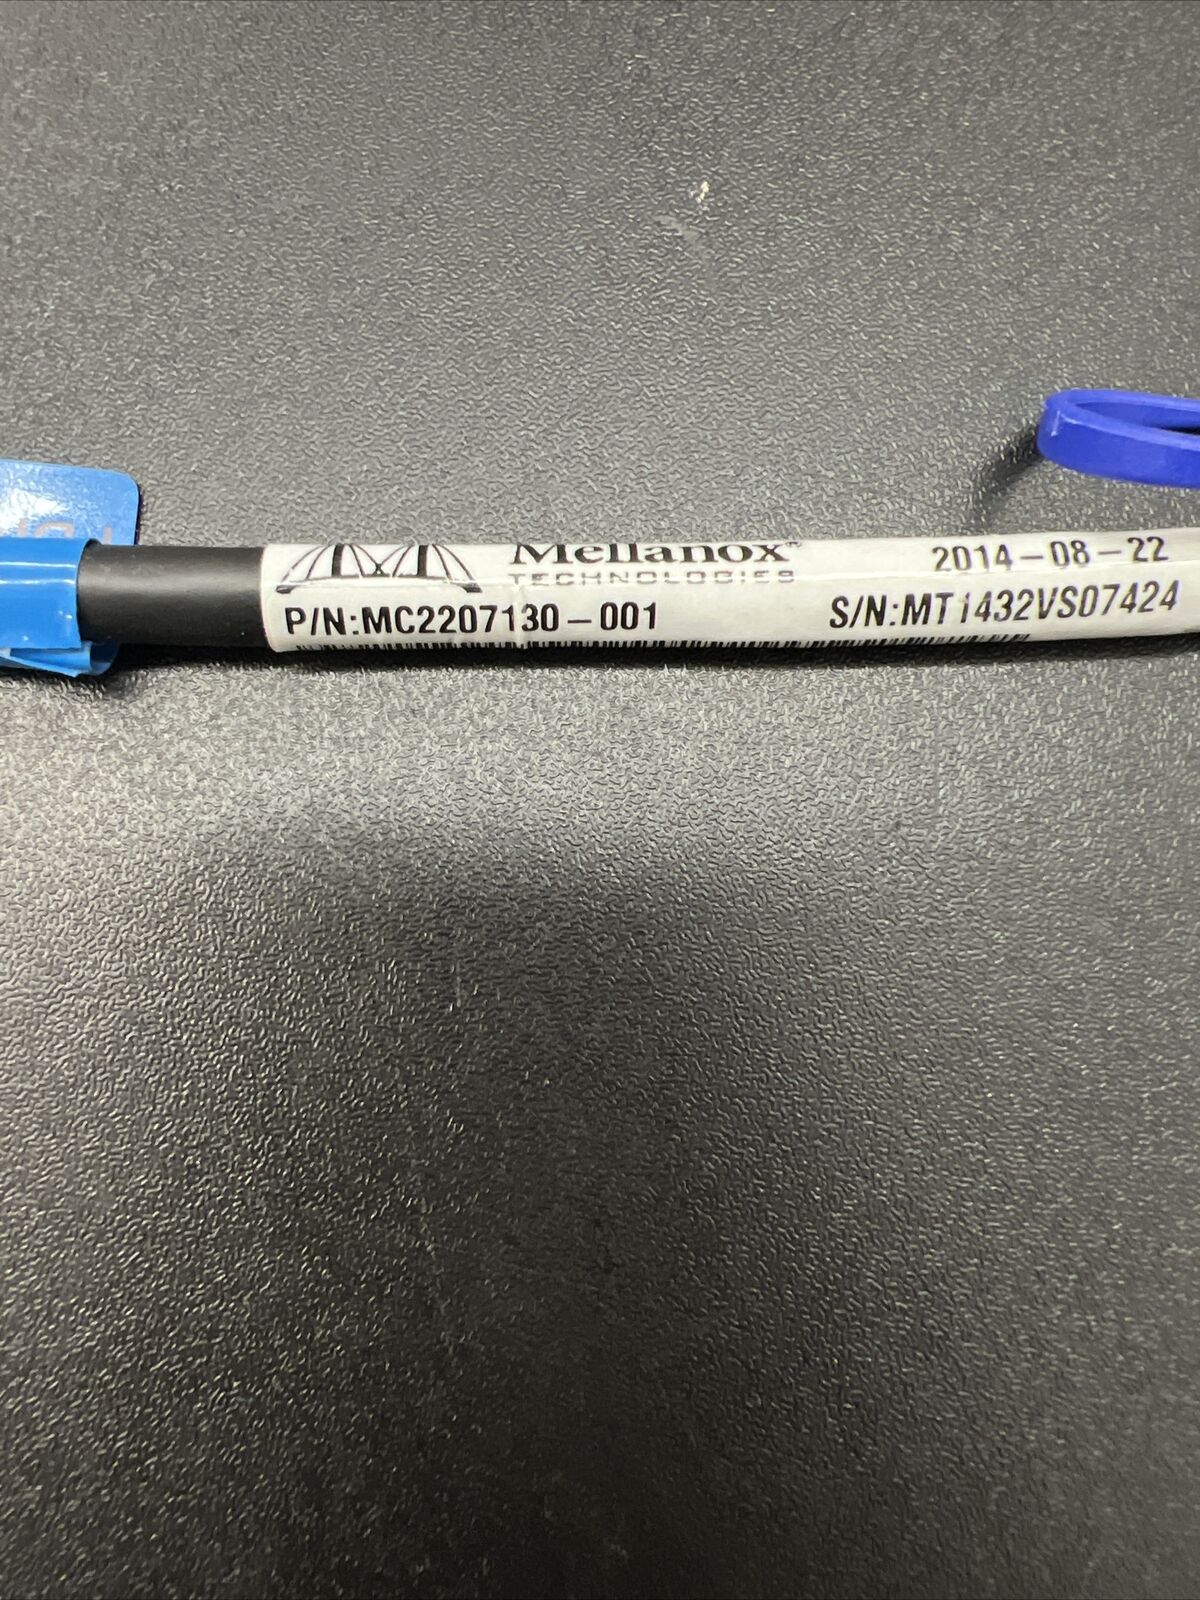 Mellanox®
TECHNOLOGIES
2014-08-22
P/N:MC2207130-001
S/N:MT1432VS07424